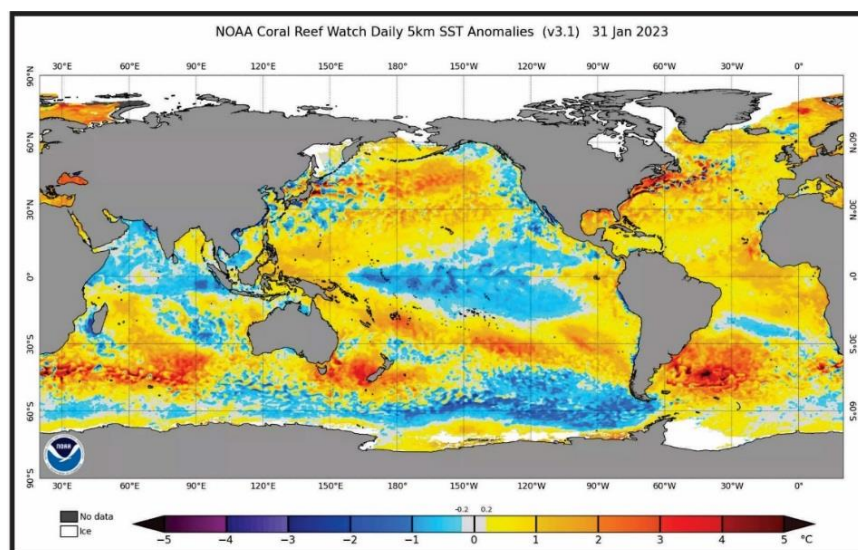 NOAA Coral Reef Watch Daily 5km SST Anomalies (v3.1) 31 Jan 2023
30°E 60°E 90°E 120°E 150°E 180° 150°W 120°W 90°W 60°W 30°W 0°
90°N
60°N 60°N
30°N 30°N
0° 0°
30°S 30°S
60°S 60°S
90°S
NOAA
30°E 60°E 90°E 120°E 150°E 180° 150°W 120°W 90°W 60°W 30°W 0°
-0.2 0.2
No data
Ice
-5 -4 -3 -2 -1 0 1 2 3 4 5 °C